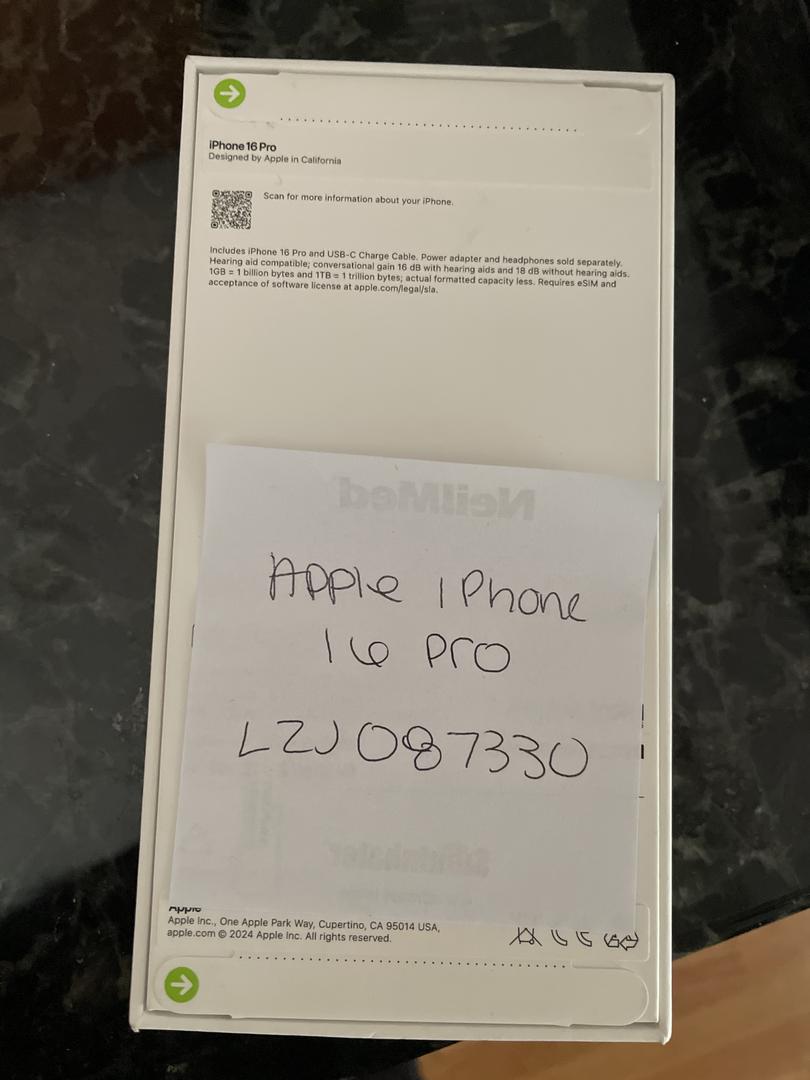 iPhone 16 Pro
Designed by Apple in California
Scan for more information about your iPhone.
Includes iPhone 16 Pro and USB-C Charge Cable. Power adapter and headphones sold separately.
Hearing aid compatible; conversational gain 16 dB with hearing aids and 18 dB without hearing aids.
1GB = 1 billion bytes and 1TB = 1 trillion bytes; actual formatted capacity less. Requires eSIM and
acceptance of software license at apple.com/legal/sla.
NeilMed
Apple iPhone
16 Pro
LZJ087330
Apple
Apple Inc., One Apple Park Way, Cupertino, CA 95014 USA,
apple.com © 2024 Apple Inc. All rights reserved.